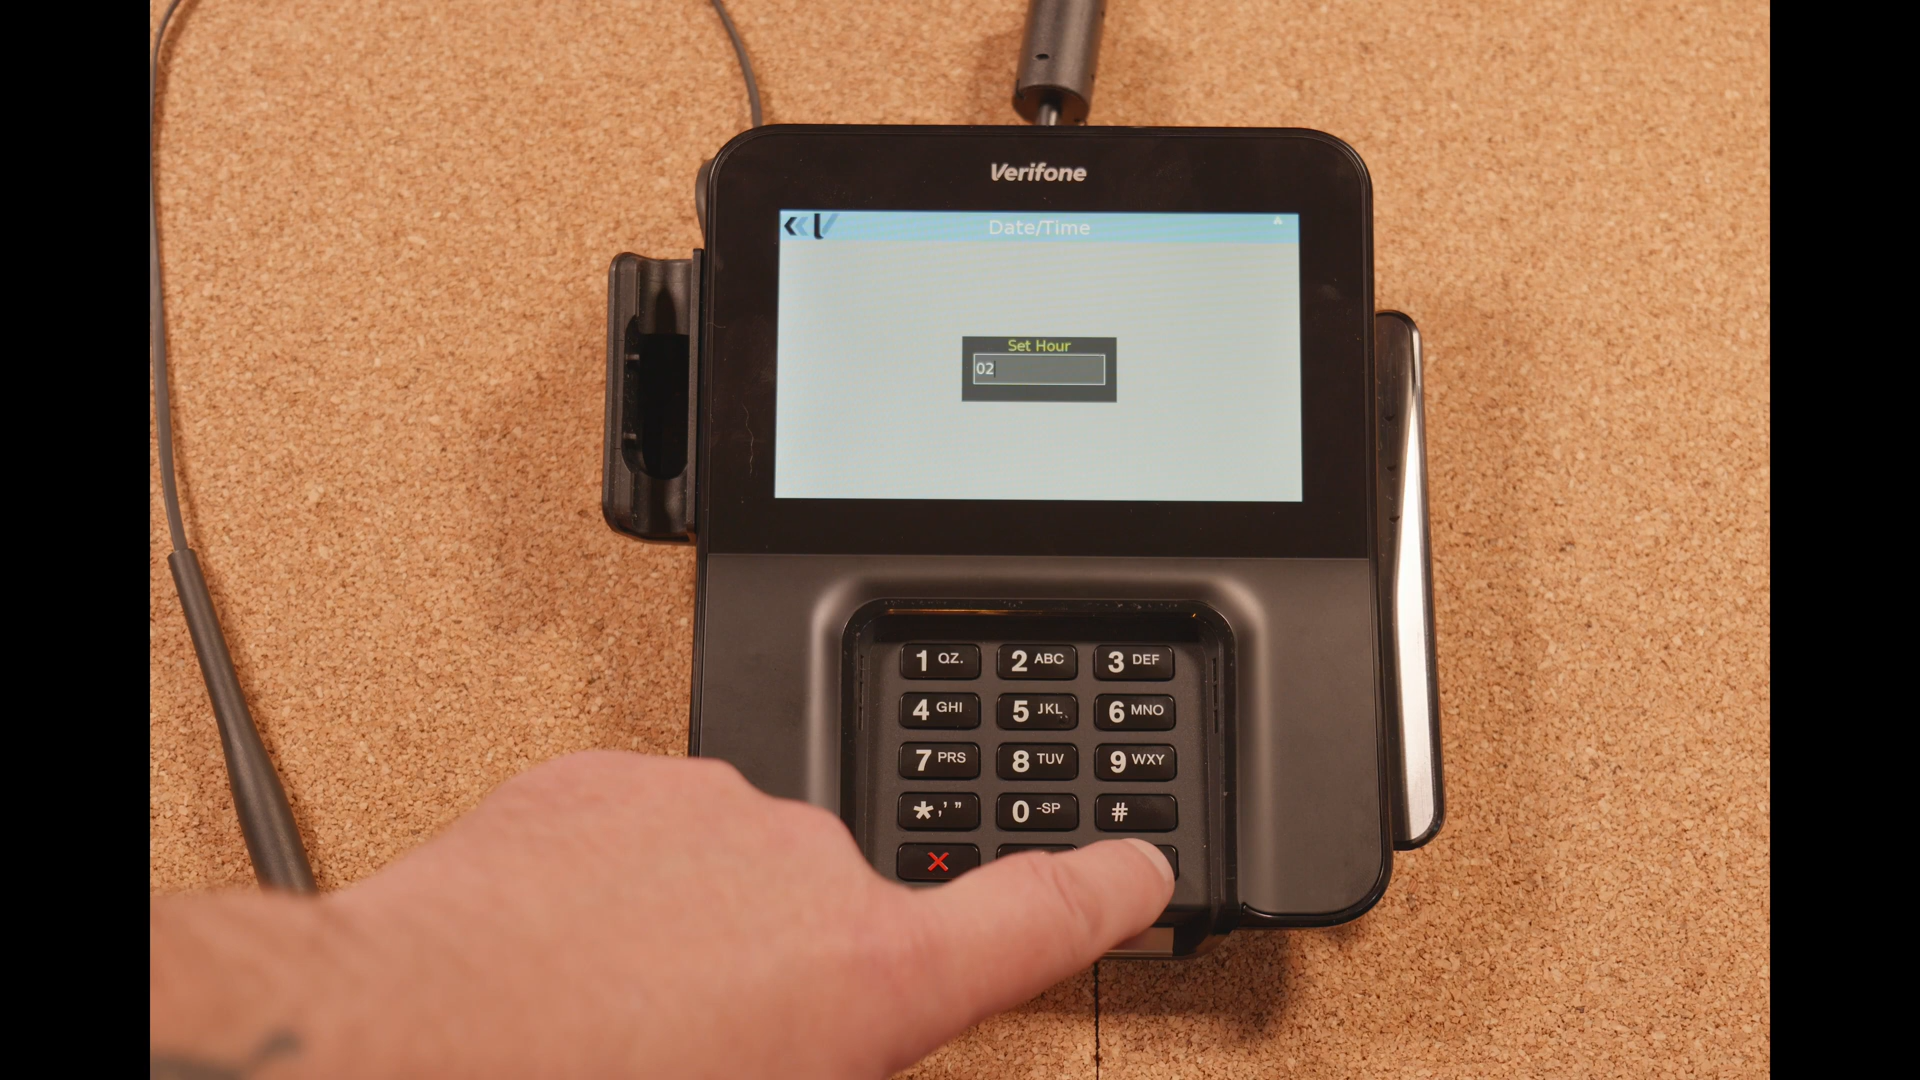 Verifone
Date/Time
Set Hour
02
1 QZ. 2 ABC 3 DEF
4 GHI 5 JKL 6 MNO
7 PRS 8 TUV 9 WXY
*,'" 0 -SP #
X